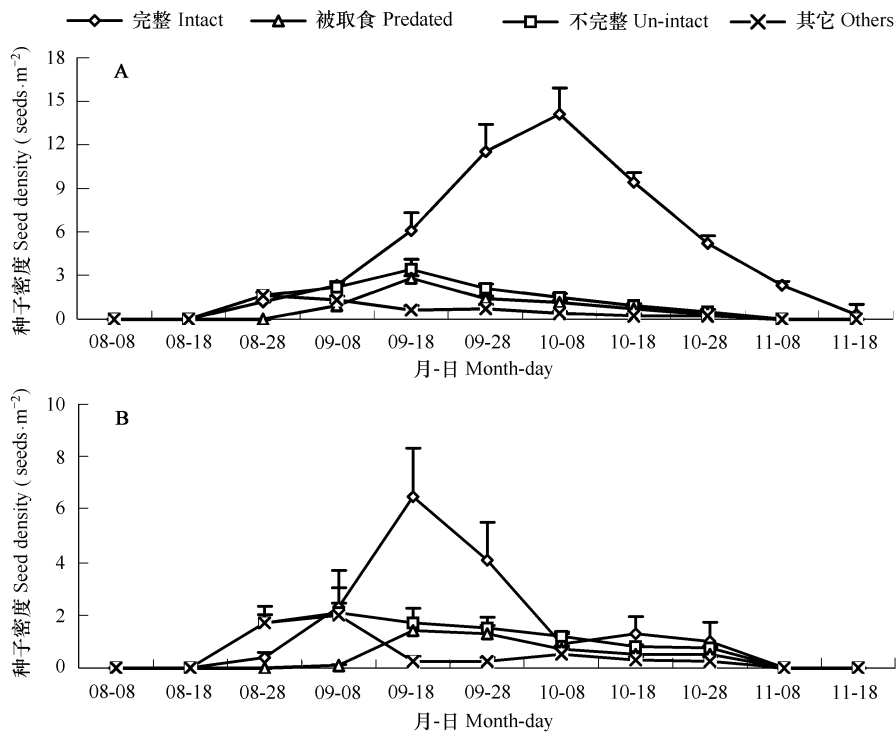 完整 Intact 被取食 Predated 不完整 Un-intact 其它 Others
A
种子密度 Seed density ( seeds·m⁻²)
18
15
12
9
6
3
0
08-08 08-18 08-28 09-08 09-18 09-28 10-08 10-18 10-28 11-08 11-18
月-日 Month-day
B
种子密度 Seed density ( seeds·m⁻²)
10
8
6
4
2
0
08-08 08-18 08-28 09-08 09-18 09-28 10-08 10-18 10-28 11-08 11-18
月-日 Month-day